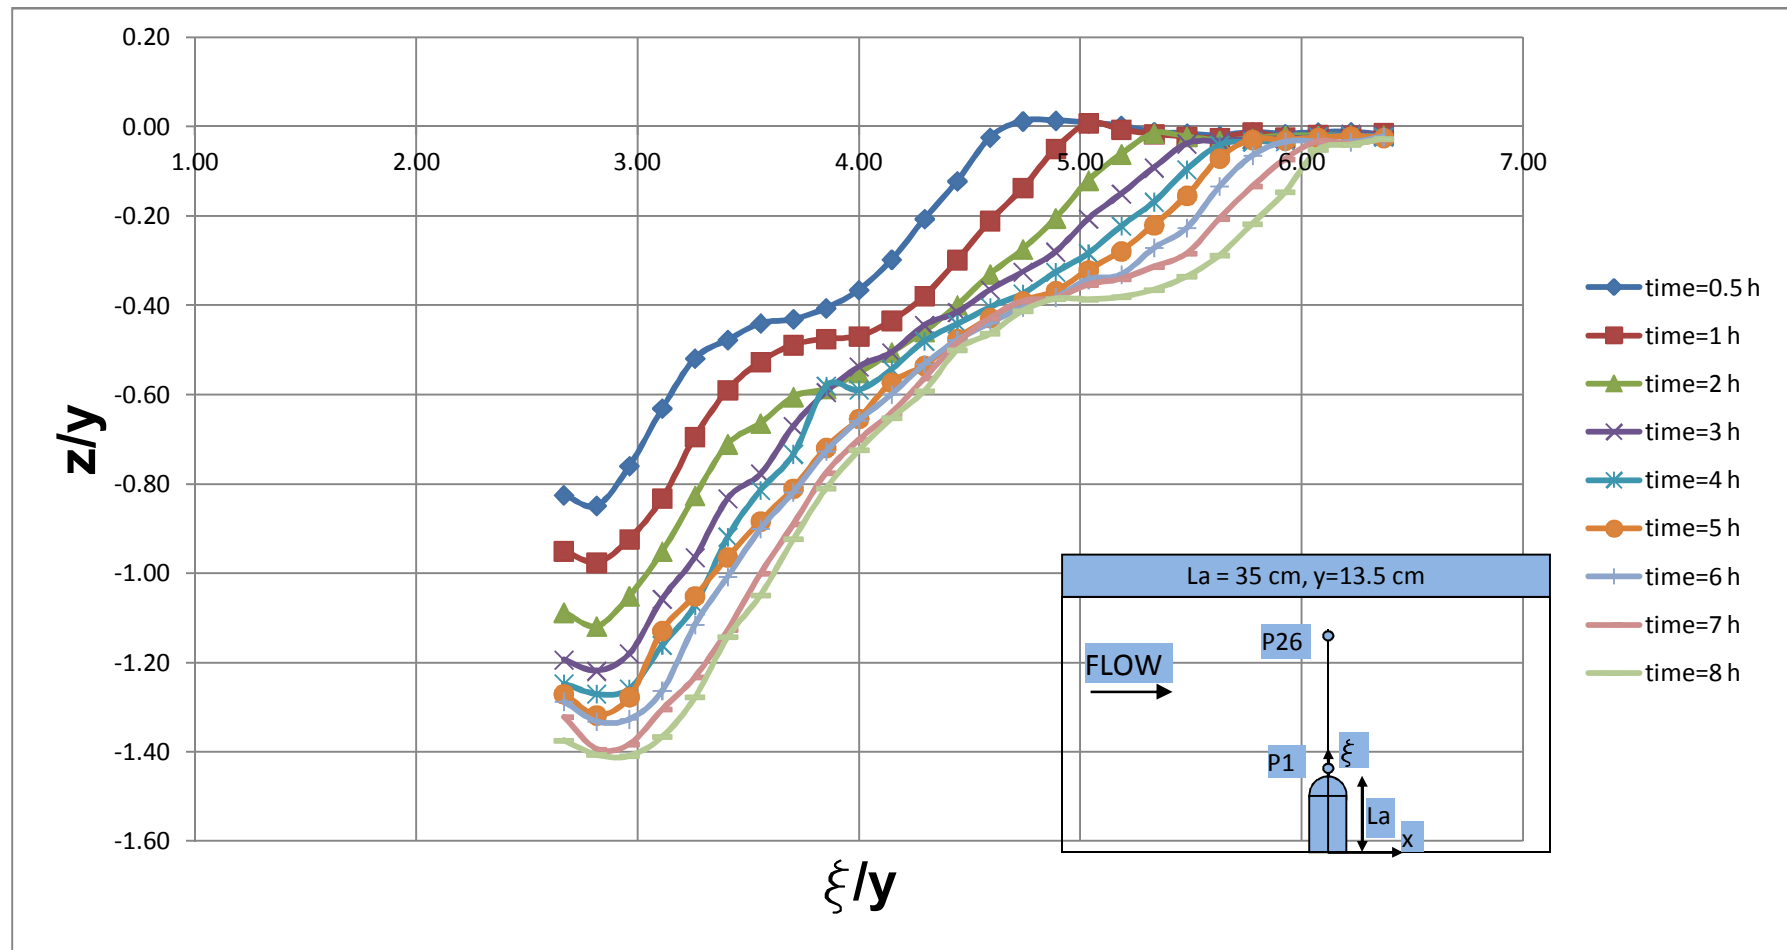 0.20
0.00
-0.20
-0.40
-0.60
-0.80
-1.00
-1.20
-1.40
-1.60
1.00 2.00 3.00 4.00 5.00 6.00 7.00
z/y
ξ/y
time=0.5 h
time=1 h
time=2 h
time=3 h
time=4 h
time=5 h
time=6 h
time=7 h
time=8 h
La = 35 cm, y=13.5 cm
P26
FLOW
P1 ξ
La
x